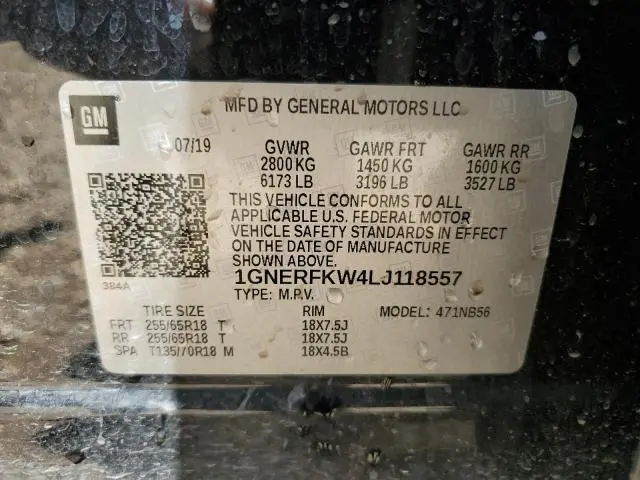 GM
MFD BY GENERAL MOTORS LLC
07/19 GVWR GAWR FRT GAWR RR
2800 KG 1450 KG 1600 KG
6173 LB 3196 LB 3527 LB
THIS VEHICLE CONFORMS TO ALL
APPLICABLE U.S. FEDERAL MOTOR
VEHICLE SAFETY STANDARDS IN EFFECT
ON THE DATE OF MANUFACTURE
SHOWN ABOVE.
384A
1GNERFKW4LJ118557
TYPE: M.P.V.
TIRE SIZE RIM MODEL: 471NB56
FRT 255/65R18 T 18X7.5J
RR 255/65R18 T 18X7.5J
SPA T135/70R18 M 18X4.5B